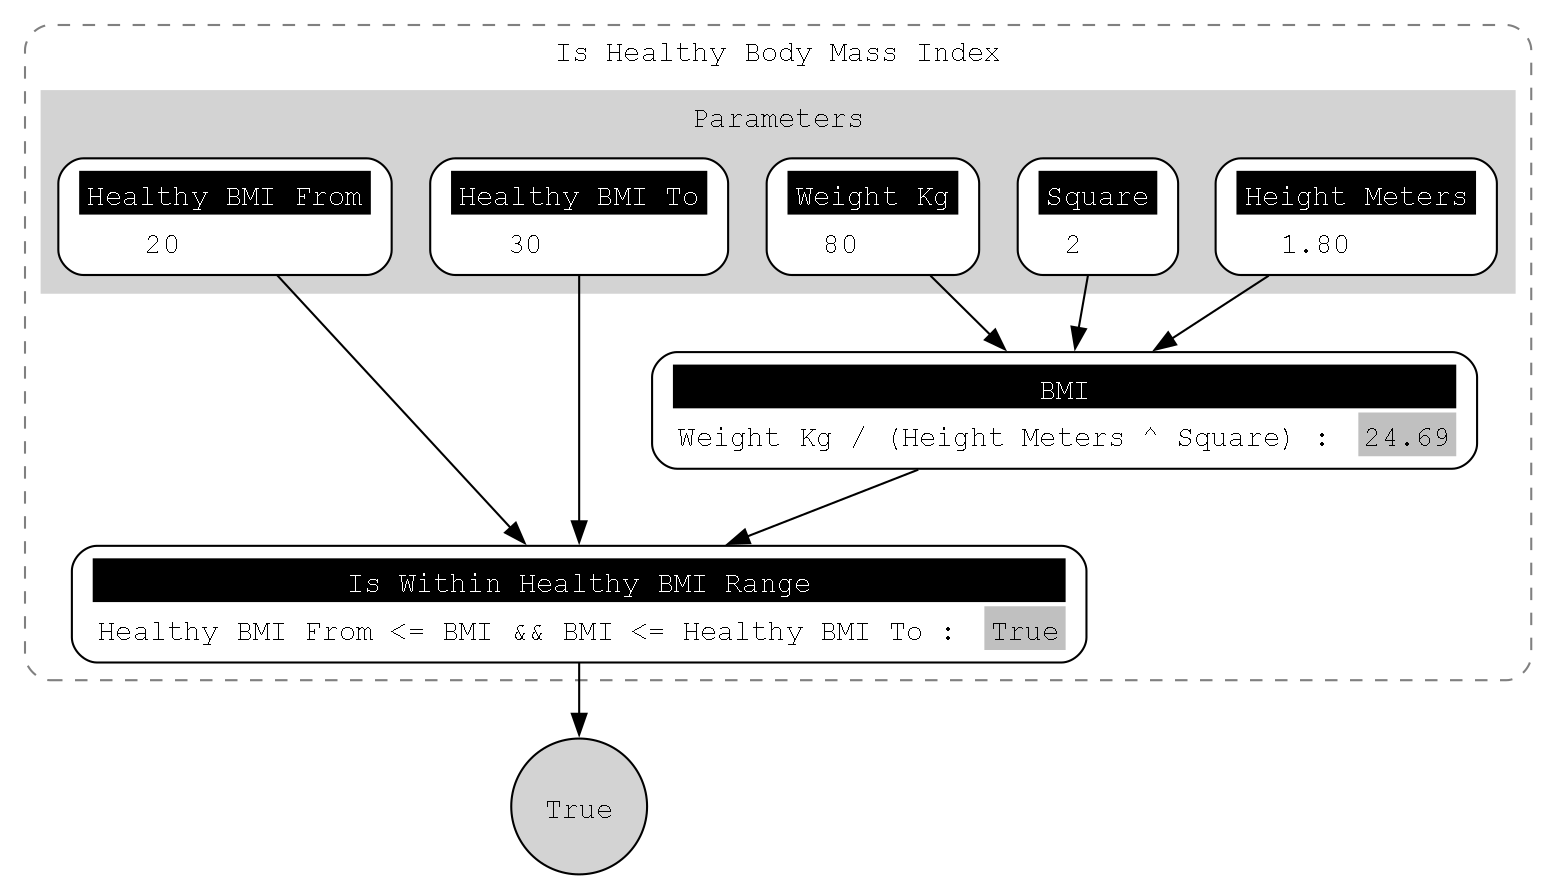 Is Healthy Body Mass Index
Parameters
Healthy BMI From
20
Healthy BMI To
30
Weight Kg
80
Square
2
Height Meters
1.80
BMI
Weight Kg / (Height Meters ^ Square) : 24.69
Is Within Healthy BMI Range
Healthy BMI From <= BMI && BMI <= Healthy BMI To : True
True